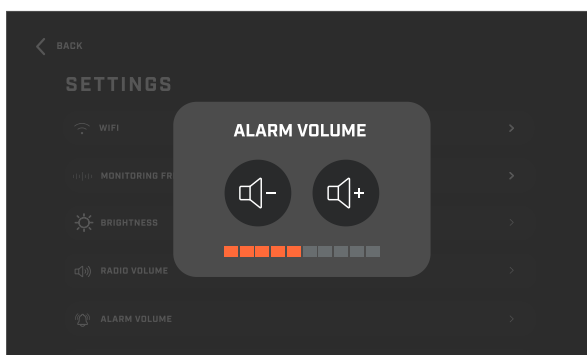 BACK
SETTINGS
WIFI
ALARM VOLUME
MONITORING FR
BRIGHTNESS
RADIO VOLUME
ALARM VOLUME